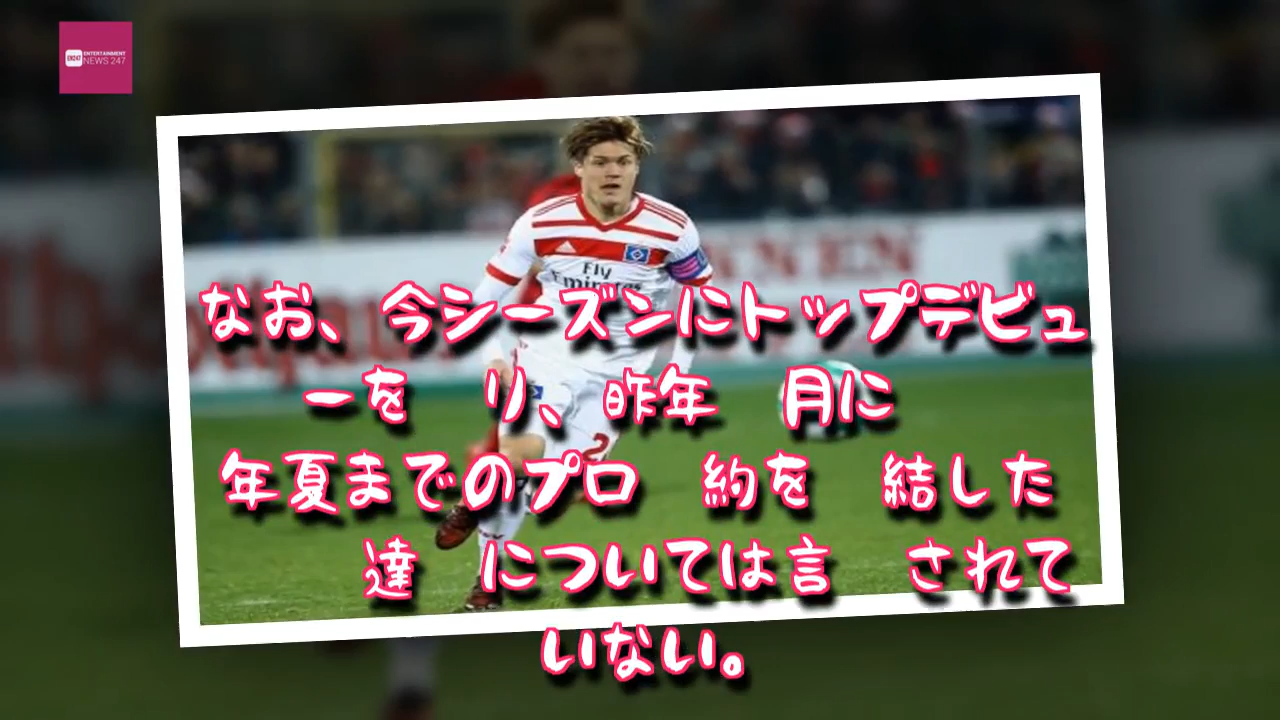 ENTERTAINMENT
NEWS 247
Fly
Emirates
なお、今シーズンにトップデビュ
ーを　り、昨年　月に
年夏までのプロ　約を　結した
達　については言　されて
いない。